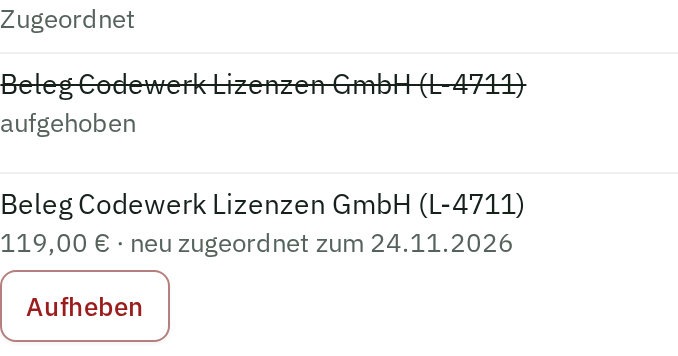 Zugeordnet
Beleg Codewerk Lizenzen GmbH (L-4711)
aufgehoben
Beleg Codewerk Lizenzen GmbH (L-4711)
119,00 € · neu zugeordnet zum 24.11.2026
Aufheben